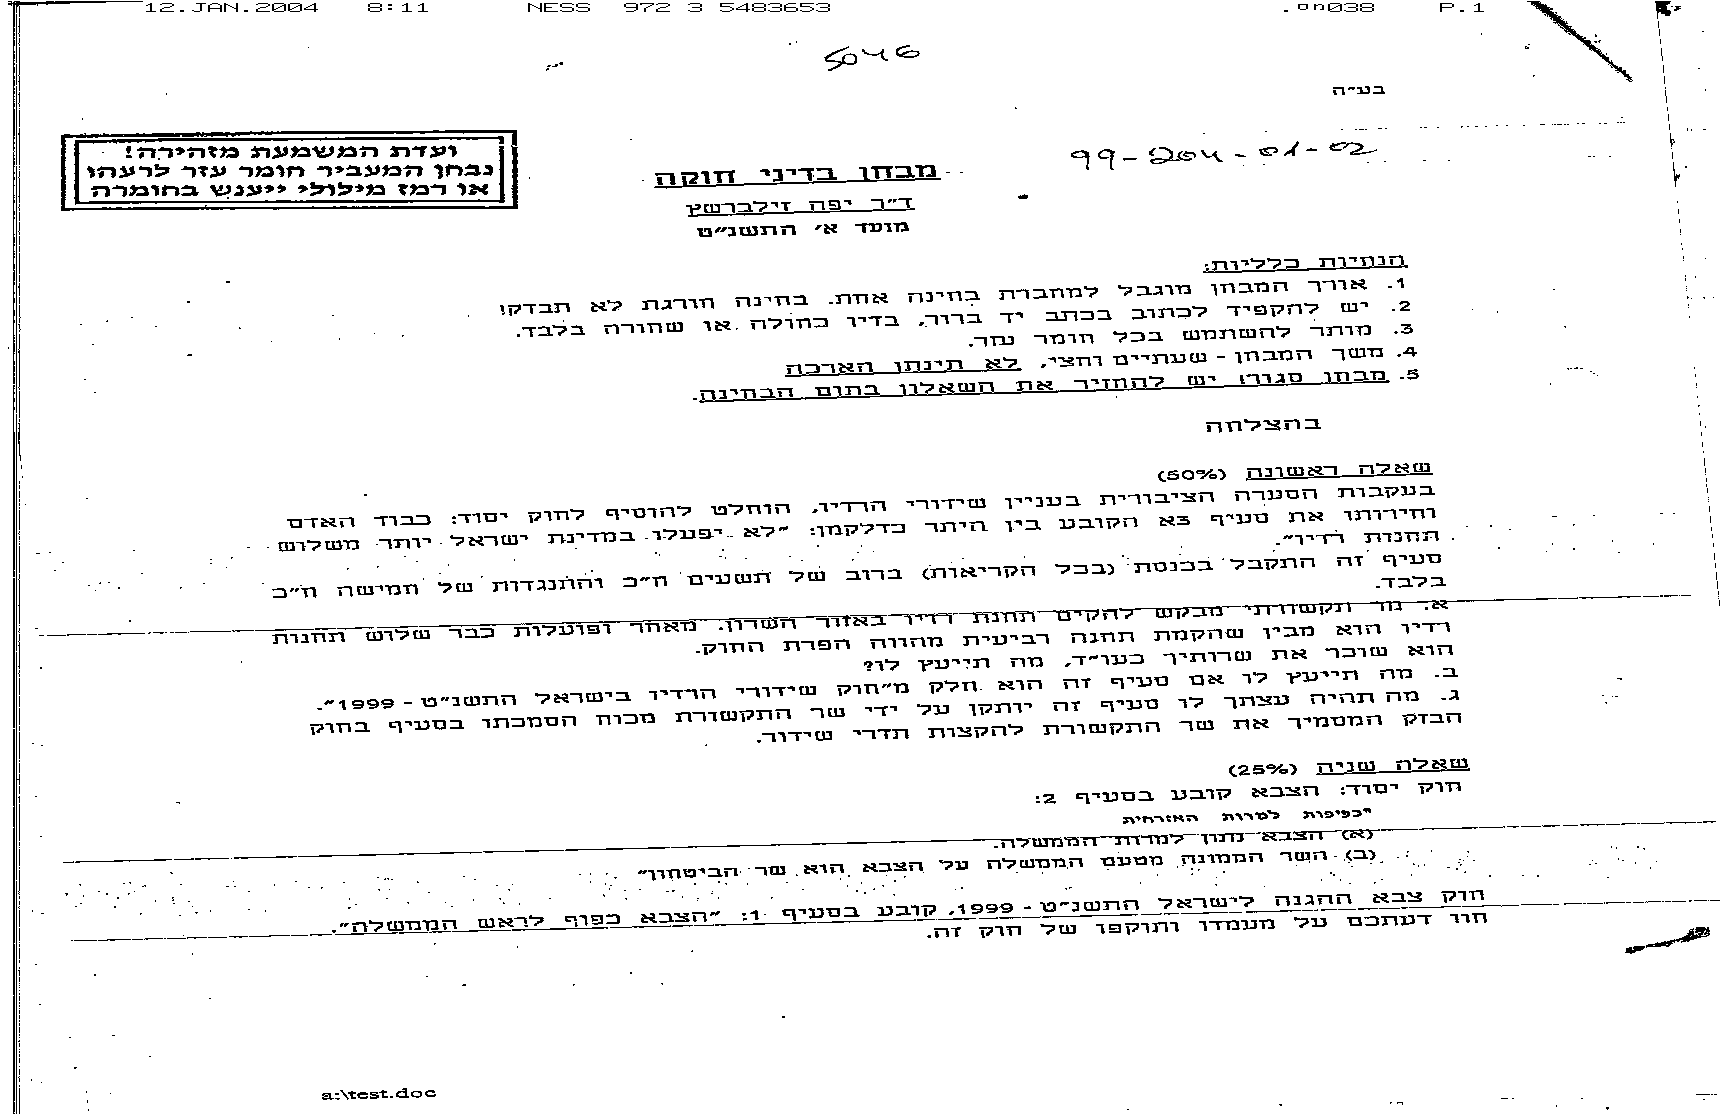 12.JAN.2004 8:11 NESS 972 3 5483653 P.1
5046
בע״ה
99-204-01-02
ועדת המשמעת מזהירה!
נבחן המעביר חומר עזר לרעהו
או רמז מילולי ייענש בחומרה
מבחן בדיני חוקה
ד״ר יפה זילברשץ
מועד א׳ התשנ״ט
הנחיות כלליות:
1. אורך המבחן מוגבל למחברת בחינה אחת. בחינה חורגת לא תבדק!
2. יש להקפיד לכתוב בכתב יד ברור, בדיו כחולה או שחורה בלבד.
3. מותר להשתמש בכל חומר עזר.
4. משך המבחן - שעתיים וחצי, לא תינתן הארכה
5. מבחן סגור! יש להחזיר את השאלון בתום הבחינה.
בהצלחה
שאלה ראשונה (50%)
בעקבות הסערה הציבורית בעניין שידורי הרדיו, הוחלט להוסיף לחוק יסוד: כבוד האדם
וחירותו את סעיף 3א הקובע בין היתר כדלקמן: ״לא יפעלו במדינת ישראל יותר משלוש
תחנות רדיו״.
סעיף זה התקבל בכנסת (בכל הקריאות) ברוב של תשעים ח״כ והתנגדות של חמישה ח״כ
בלבד.
א. מר תקשורתי מבקש להקים תחנת רדיו באזור השרון. מאחר ופועלות כבר שלוש תחנות
רדיו הוא מבין שהקמת תחנה רביעית מהווה הפרת החוק.
הוא שוכר את שרותיך כעו״ד, מה תייעץ לו?
ב. מה תייעץ לו אם סעיף זה הוא חלק מ״חוק שידורי הרדיו בישראל התשנ״ט - 1999״.
ג. מה תהיה עצתך לו סעיף זה יותקן על ידי שר התקשורת מכוח הסמכתו בסעיף בחוק
הבזק המסמיך את שר התקשורת להקצות תדרי שידור.
שאלה שניה (25%)
חוק יסוד: הצבא קובע בסעיף 2:
״כפיפות למרות האזרחית
(א) הצבא נתון למרות הממשלה.
(ב) השר הממונה מטעם הממשלה על הצבא הוא שר הביטחון״
חוק צבא ההגנה לישראל התשנ״ט - 1999, קובע בסעיף 1: ״הצבא כפוף לראש הממשלה״.
חוו דעתכם על מעמדו ותוקפו של חוק זה.
a:\test.doc